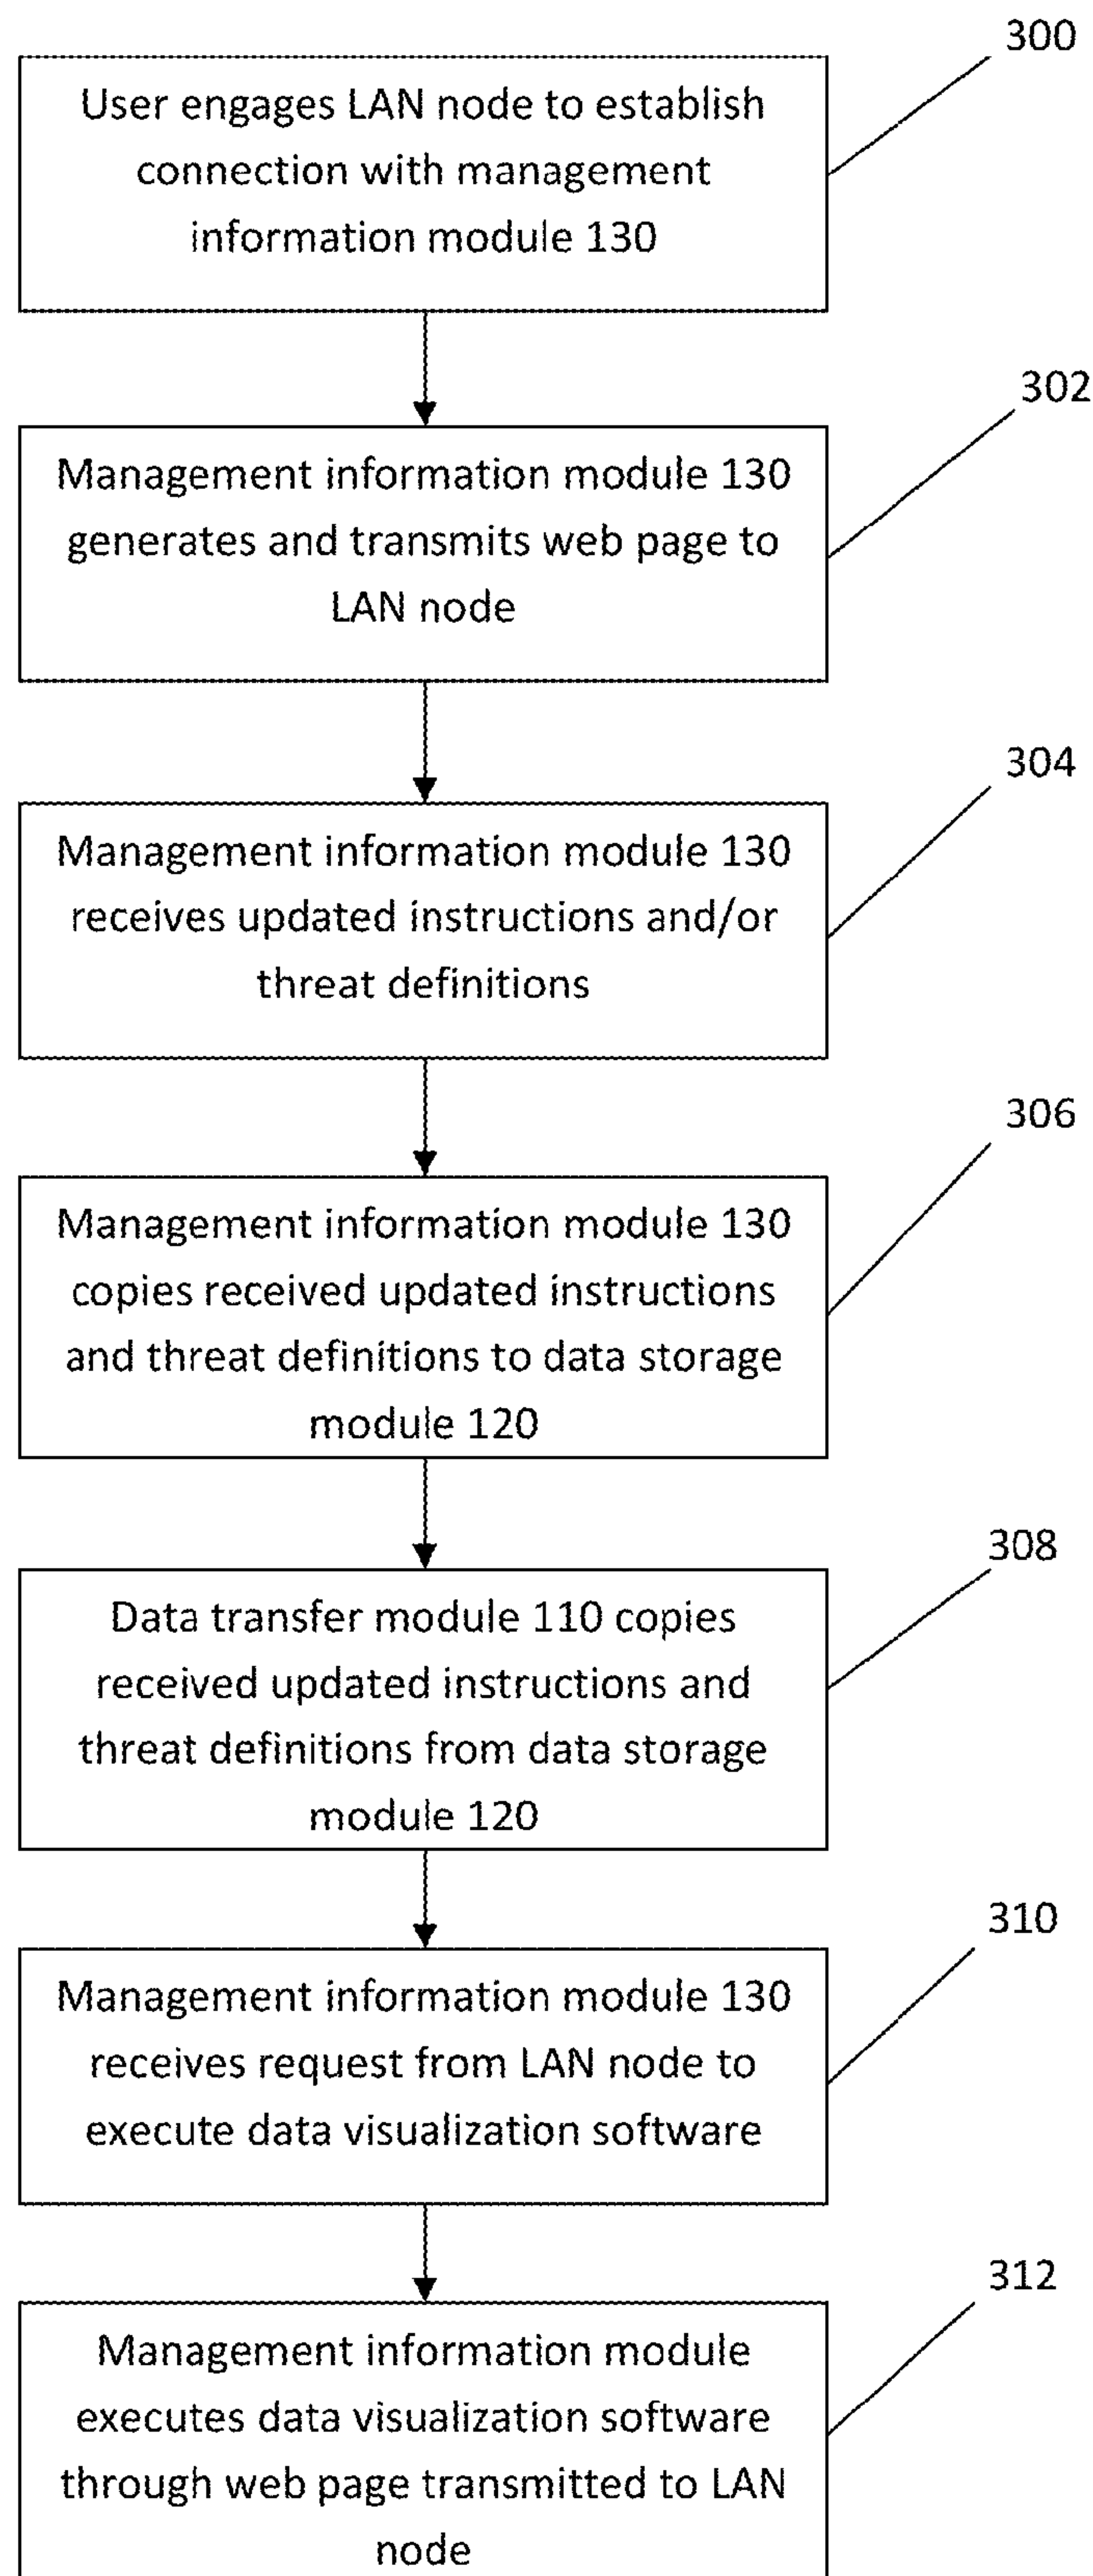 300
User engages LAN node to establish
connection with management
information module 130
302
Management information module 130
generates and transmits web page to
LAN node
304
Management information module 130
receives updated instructions and/or
threat definitions
306
Management information module 130
copies received updated instructions
and threat definitions to data storage
module 120
308
Data transfer module 110 copies
received updated instructions and
threat definitions from data storage
module 120
310
Management information module 130
receives request from LAN node to
execute data visualization software
312
Management information module
executes data visualization software
through web page transmitted to LAN
node